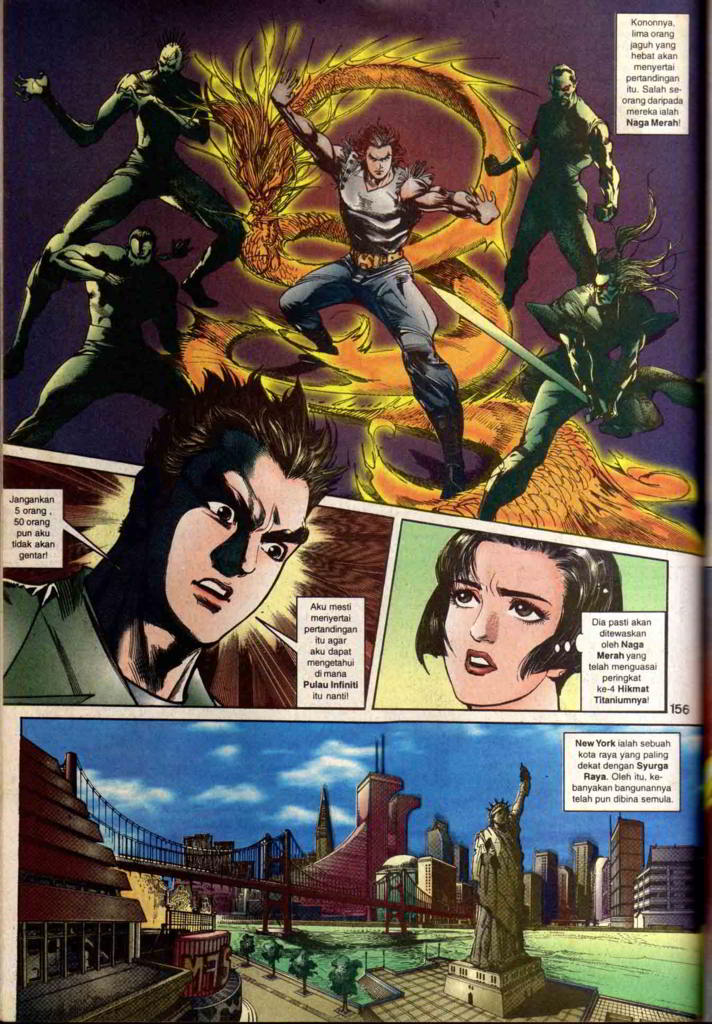 Kononnya,
lima orang
jaguh yang
hebat akan
menyertai
pertandingan
itu. Salah se-
orang daripada
mereka ialah
Naga Merah!
Jangankan
5 orang ,
50 orang
pun aku
tidak akan
gentar!
Aku mesti
menyertai
pertandingan
itu agar
aku dapat
mengetahui
di mana
Pulau Infiniti
itu nanti!
Dia pasti akan
ditewaskan
oleh Naga
Merah yang
telah menguasai
peringkat
ke-4 Hikmat
Titaniumnya!
156
New York ialah sebuah
kota raya yang paling
dekat dengan Syurga
Raya. Oleh itu, ke-
banyakan bangunannya
telah pun dibina semula.